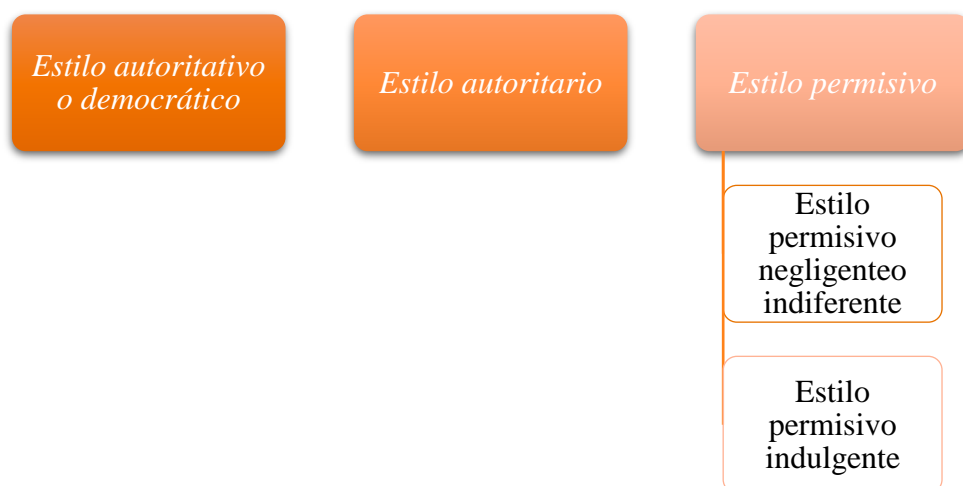 Estilo autoritativo
o democrático
Estilo autoritario
Estilo permisivo
Estilo
permisivo
negligenteo
indiferente
Estilo
permisivo
indulgente